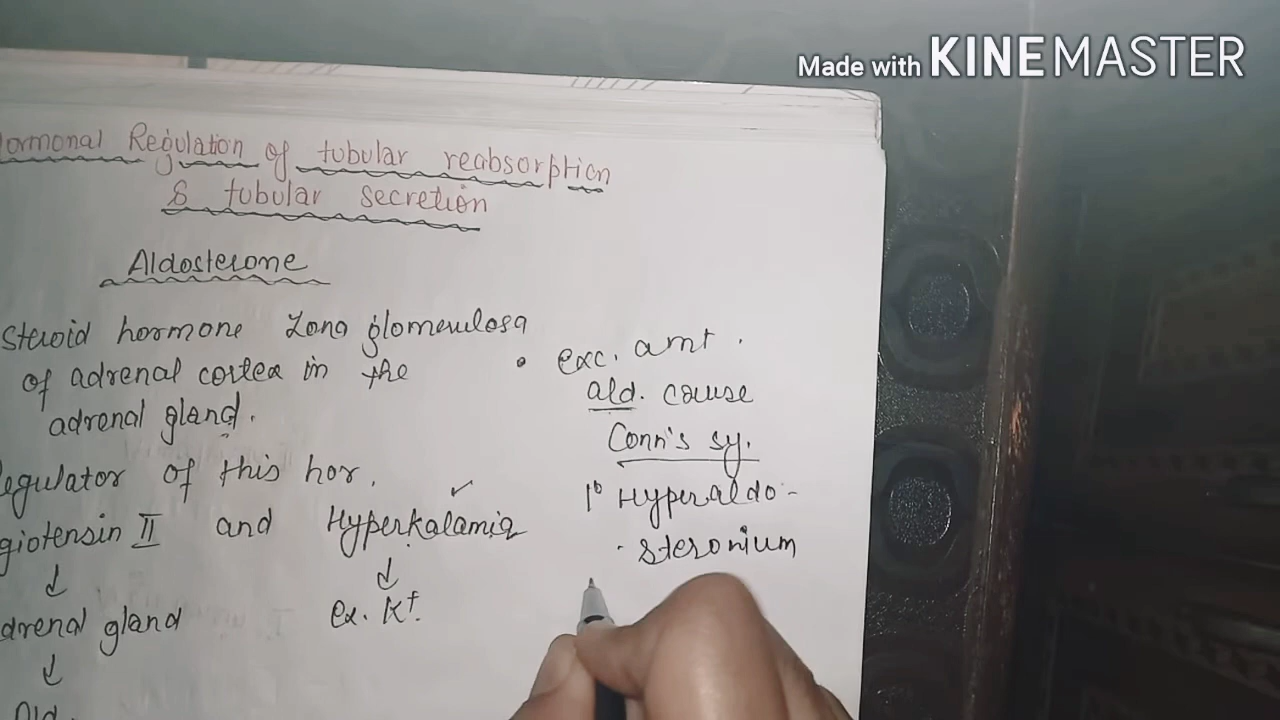 Made with KINEMASTER
ormonal Regulation of tubular reabsorption
& tubular secretion
Aldosterone
Steroid hormone Zona glomerulosa
of adrenal cortex in the
adrenal gland.
egulator of this hor.
giotensin II and Hyperkalamia
drenal gland ex. K+.
Ald.
• exc. amt.
ald. cause
Conn's sy.
1° Hyperaldo-
steronium